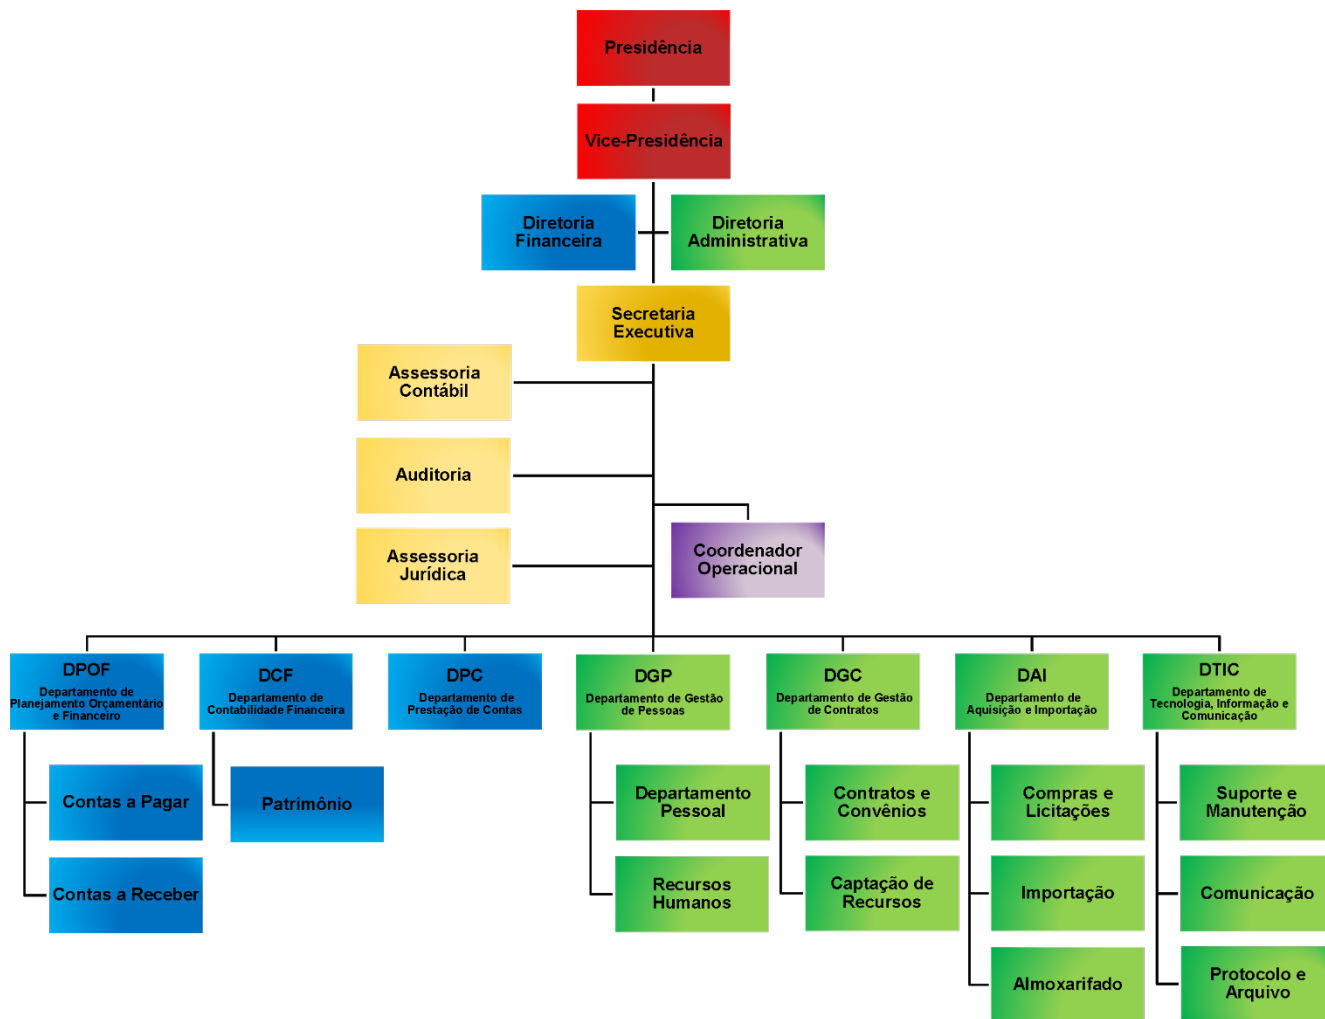 Presidência
Vice-Presidência
Diretoria
Financeira
Diretoria
Administrativa
Secretaria
Executiva
Assessoria
Contábil
Auditoria
Assessoria
Jurídica
Coordenador
Operacional
DPOF
Departamento de
Planejamento Orçamentário
e Financeiro
DCF
Departamento de
Contabilidade Financeira
DPC
Departamento de
Prestação de Contas
DGP
Departamento de Gestão
de Pessoas
DGC
Departamento de Gestão
de Contratos
DAI
Departamento de
Aquisição e Importação
DTIC
Departamento de
Tecnologia, Informação e
Comunicação
Contas a Pagar
Contas a Receber
Patrimônio
Departamento
Pessoal
Recursos
Humanos
Contratos e
Convênios
Captação de
Recursos
Compras e
Licitações
Importação
Almoxarifado
Suporte e
Manutenção
Comunicação
Protocolo e
Arquivo